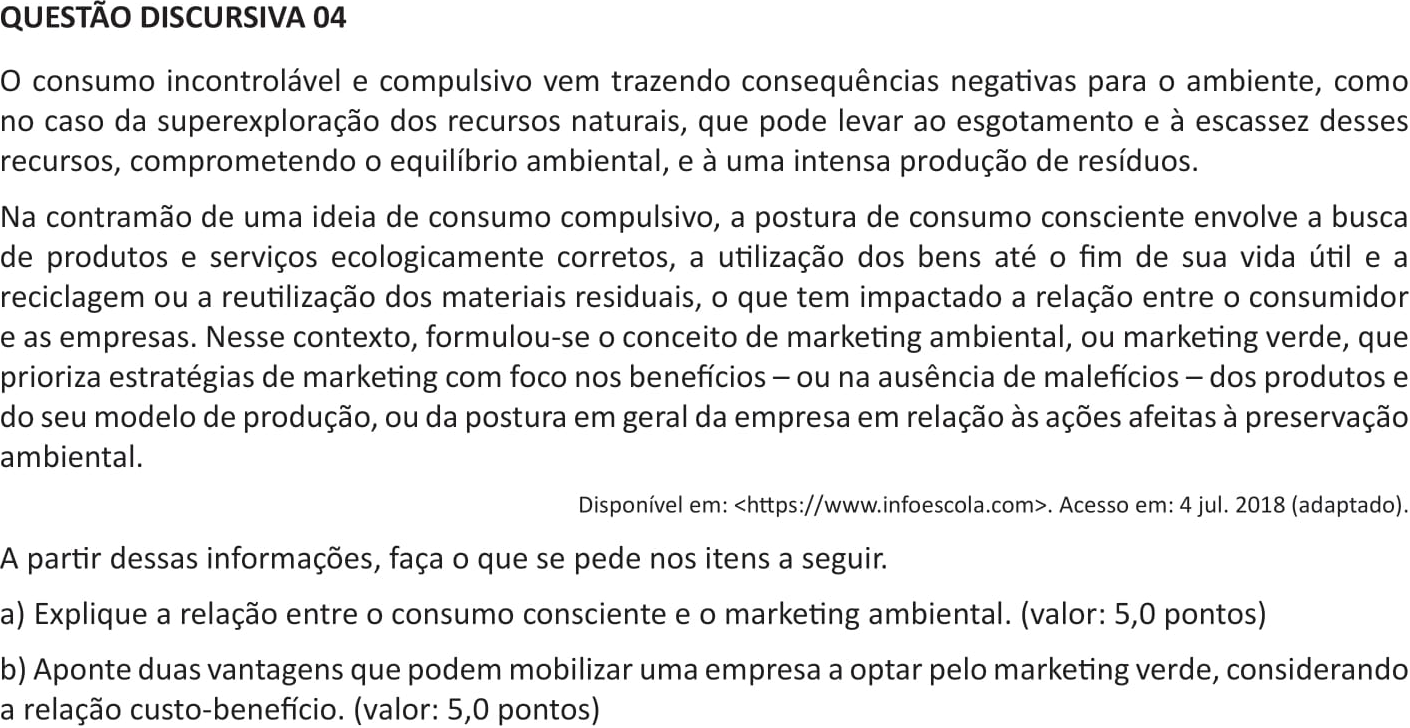 QUESTÃO DISCURSIVA 04
O consumo incontrolável e compulsivo vem trazendo consequências negativas para o ambiente, como
no caso da superexploração dos recursos naturais, que pode levar ao esgotamento e à escassez desses
recursos, comprometendo o equilíbrio ambiental, e à uma intensa produção de resíduos.
Na contramão de uma ideia de consumo compulsivo, a postura de consumo consciente envolve a busca
de produtos e serviços ecologicamente corretos, a utilização dos bens até o fim de sua vida útil e a
reciclagem ou a reutilização dos materiais residuais, o que tem impactado a relação entre o consumidor
e as empresas. Nesse contexto, formulou-se o conceito de marketing ambiental, ou marketing verde, que
prioriza estratégias de marketing com foco nos benefícios – ou na ausência de malefícios – dos produtos e
do seu modelo de produção, ou da postura em geral da empresa em relação às ações afeitas à preservação
ambiental.
Disponível em: <https://www.infoescola.com>. Acesso em: 4 jul. 2018 (adaptado).
A partir dessas informações, faça o que se pede nos itens a seguir.
a) Explique a relação entre o consumo consciente e o marketing ambiental. (valor: 5,0 pontos)
b) Aponte duas vantagens que podem mobilizar uma empresa a optar pelo marketing verde, considerando
a relação custo-benefício. (valor: 5,0 pontos)